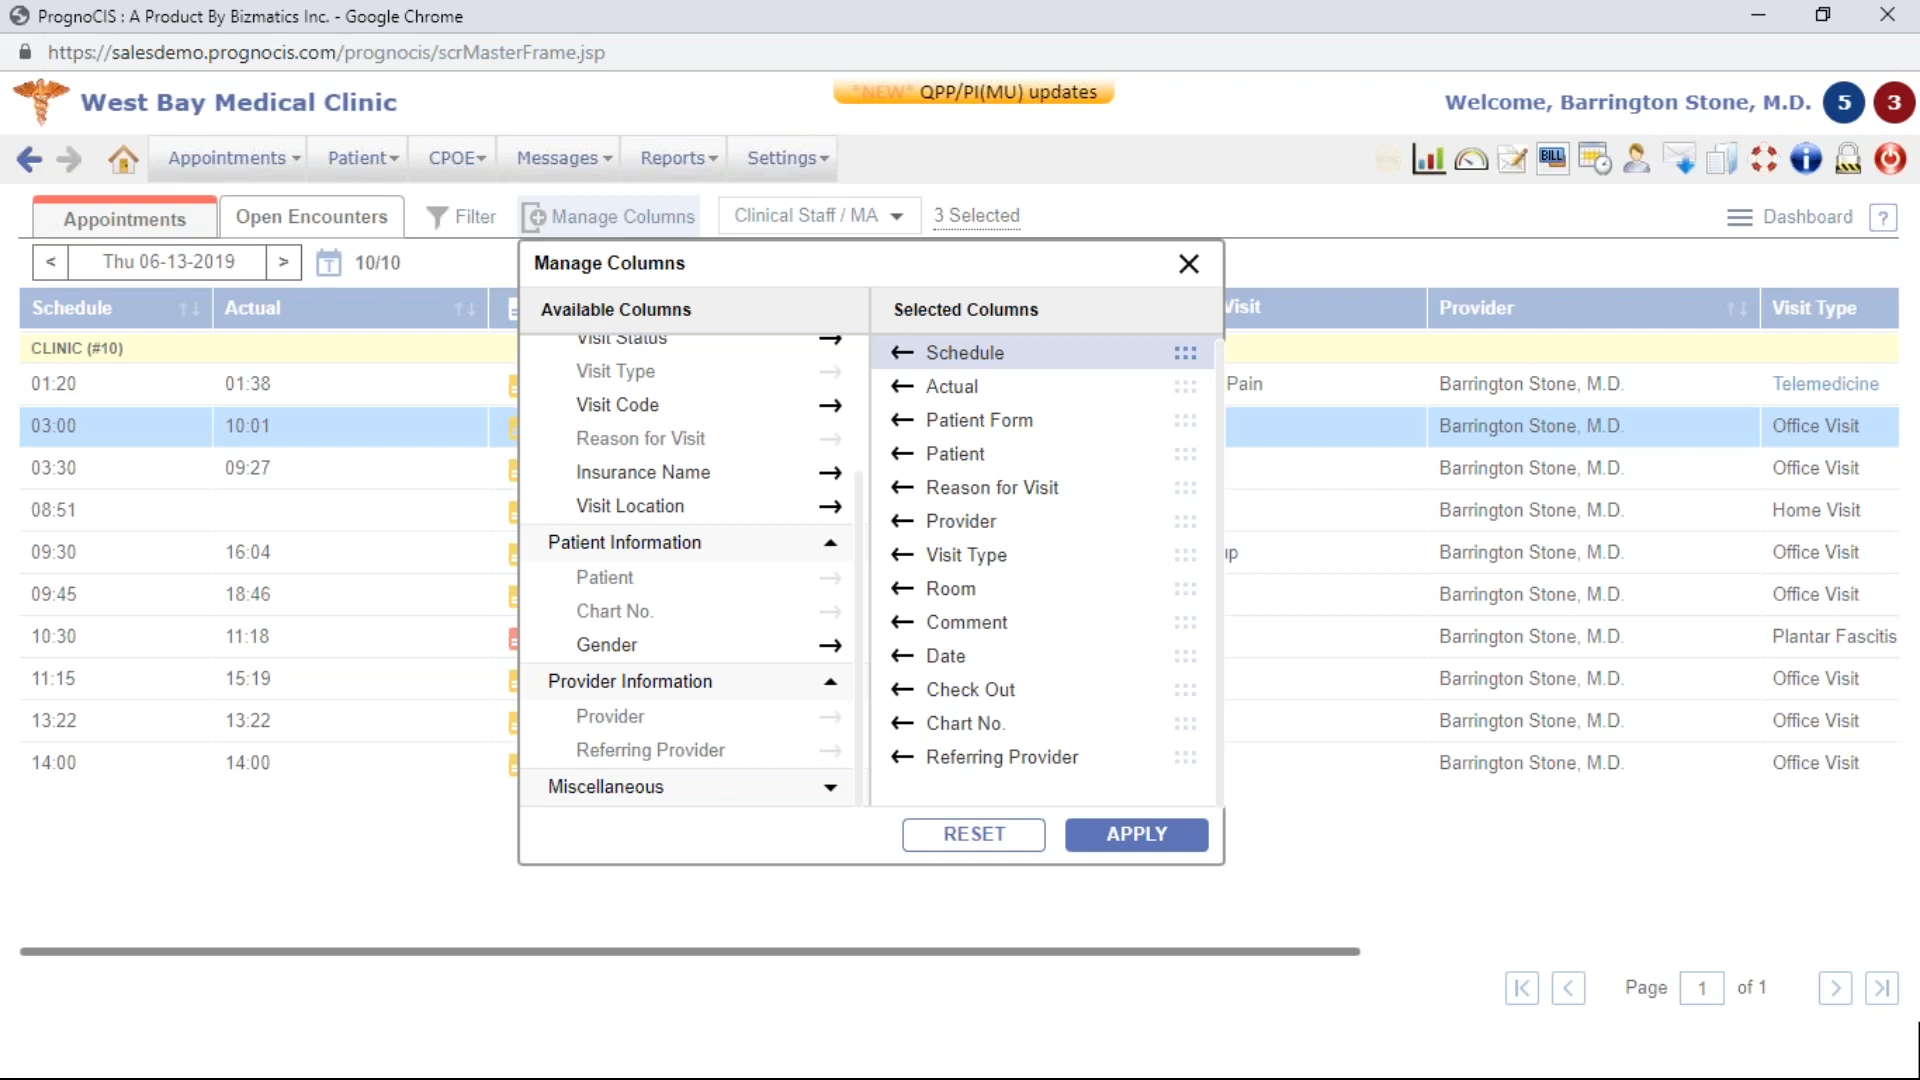 PrognoCIS : A Product By Bizmatics Inc. - Google Chrome
https://salesdemo.prognocis.com/prognocis/scrMasterFrame.jsp
West Bay Medical Clinic
*NEW* QPP/PI(MU) updates
Welcome, Barrington Stone, M.D. 5 3
Appointments Patient CPOE Messages Reports Settings
BILL
Appointments Open Encounters Filter Manage Columns Clinical Staff / MA 3 Selected Dashboard ?
< Thu 06-13-2019 > T 10/10
Manage Columns
Schedule Actual Visit Provider Visit Type
Available Columns Selected Columns
CLINIC (#10)
Visit Status
Visit Type
Visit Code
Reason for Visit
Insurance Name
Visit Location
Patient Information
Patient
Chart No.
Gender
Provider Information
Provider
Referring Provider
Miscellaneous
Schedule
Actual
Patient Form
Patient
Reason for Visit
Provider
Visit Type
Room
Comment
Date
Check Out
Chart No.
Referring Provider
RESET APPLY
01:20 01:38 Pain Barrington Stone, M.D. Telemedicine
03:00 10:01 Barrington Stone, M.D. Office Visit
03:30 09:27 Barrington Stone, M.D. Office Visit
08:51 Barrington Stone, M.D. Home Visit
09:30 16:04 up Barrington Stone, M.D. Office Visit
09:45 18:46 Barrington Stone, M.D. Office Visit
10:30 11:18 Barrington Stone, M.D. Plantar Fascitis
11:15 15:19 Barrington Stone, M.D. Office Visit
13:22 13:22 Barrington Stone, M.D. Office Visit
14:00 14:00 Barrington Stone, M.D. Office Visit
Page 1 of 1